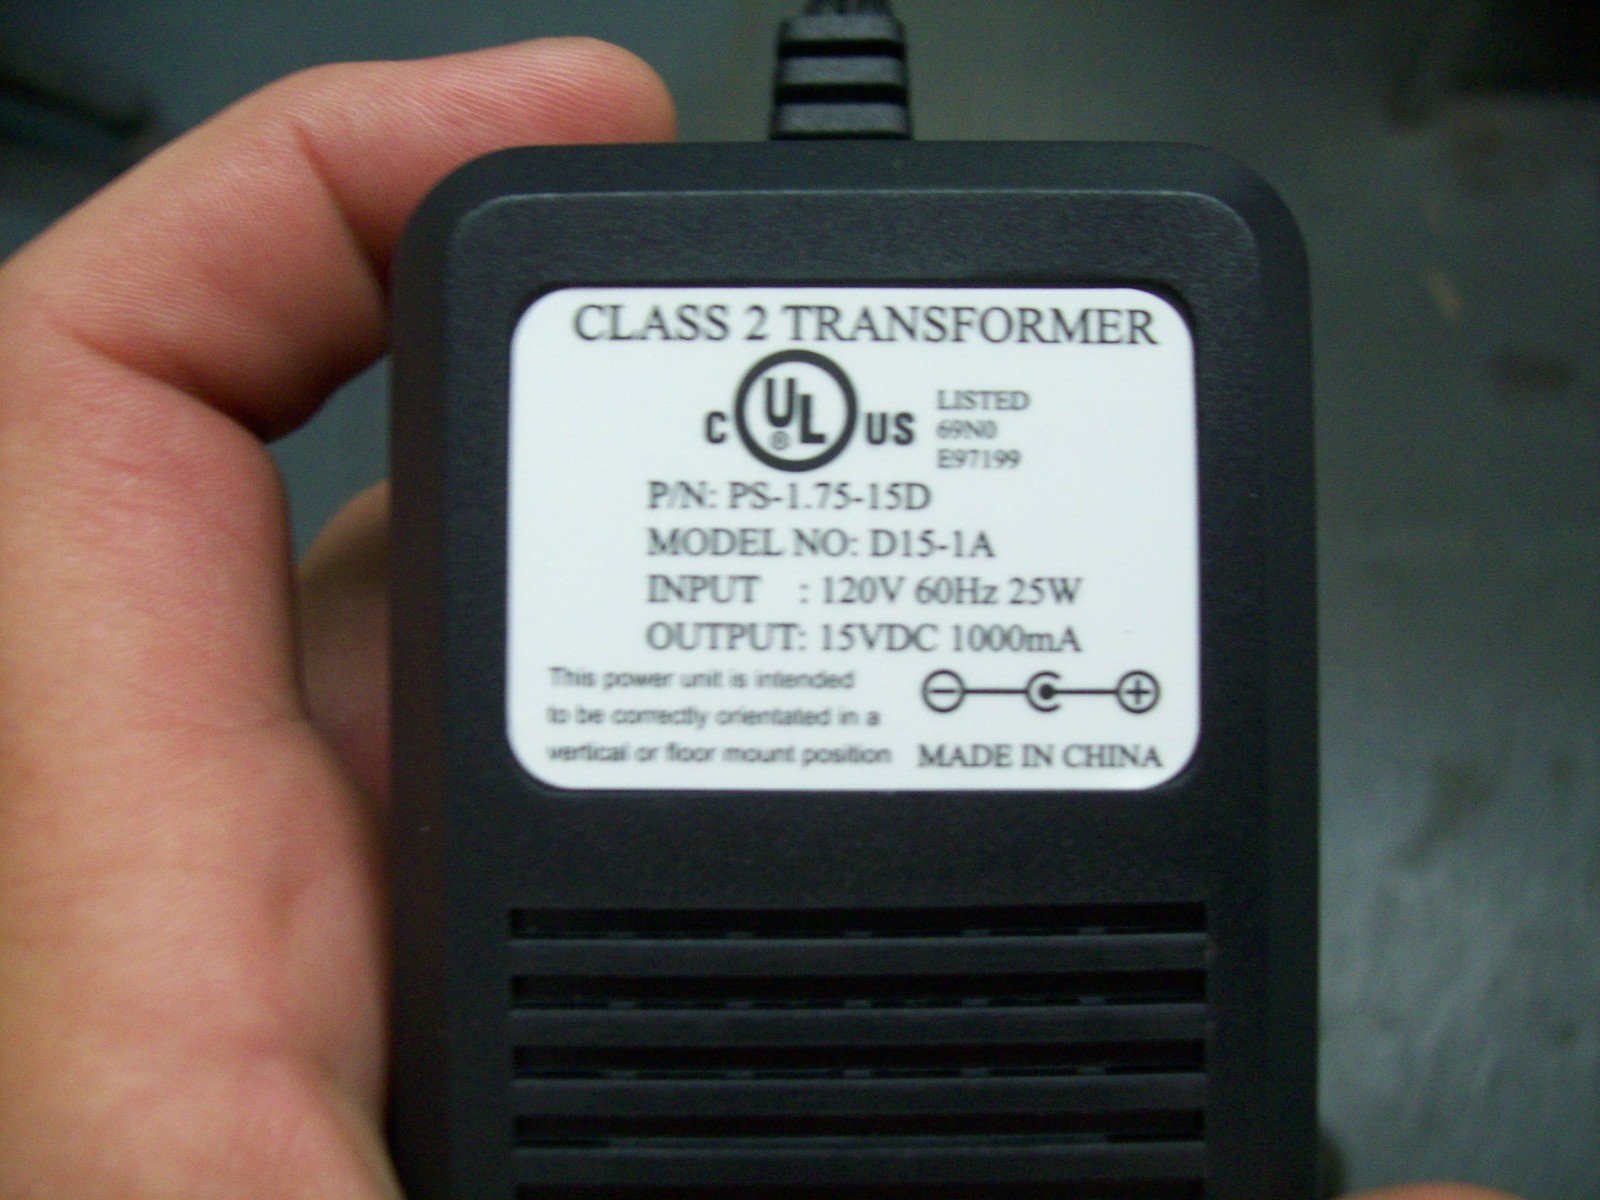 CLASS 2 TRANSFORMER
C UL US LISTED
® 69N0
E97199
P/N: PS-1.75-15D
MODEL NO: D15-1A
INPUT : 120V 60Hz 25W
OUTPUT: 15VDC 1000mA
This power unit is intended
to be correctly orientated in a
vertical or floor mount position
MADE IN CHINA